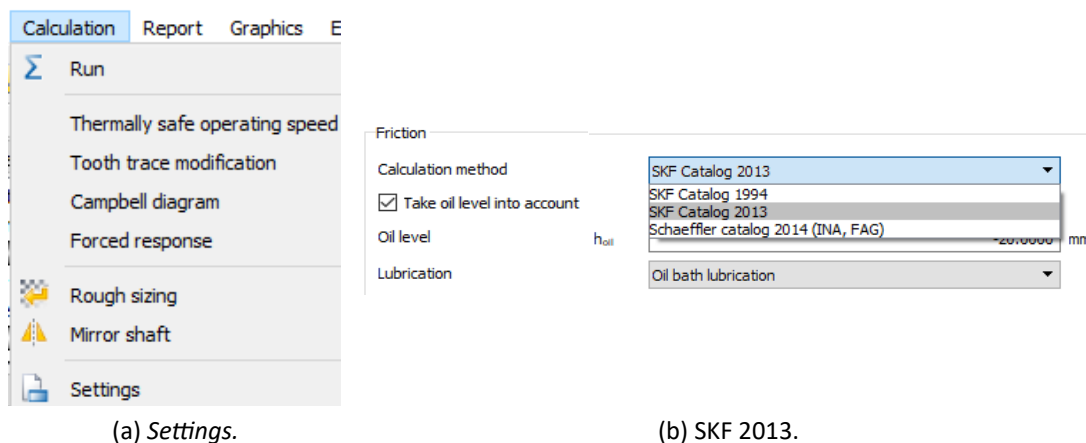 Calculation Report Graphics E
Run
Thermally safe operating speed
Tooth trace modification
Campbell diagram
Forced response
Rough sizing
Mirror shaft
Settings
(a) Settings.
Friction
Calculation method SKF Catalog 2013
SKF Catalog 1994
Take oil level into account SKF Catalog 2013
Schaeffler catalog 2014 (INA, FAG)
Oil level hoil -20.0000 mm
Lubrication Oil bath lubrication
(b) SKF 2013.